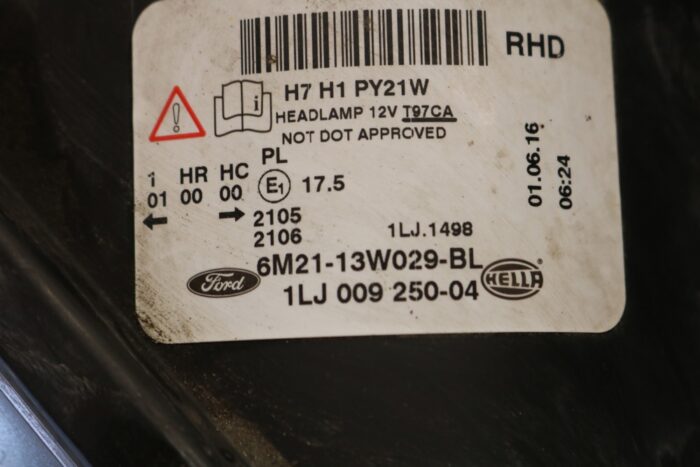 RHD
H7 H1 PY21W
HEADLAMP 12V T97CA
NOT DOT APPROVED
PL
1 HR HC
01 00 00 E1 17.5
2105
2106 1LJ.1498
6M21-13W029-BL
1LJ 009 250-04
Ford
HELLA
01.06.16
06:24